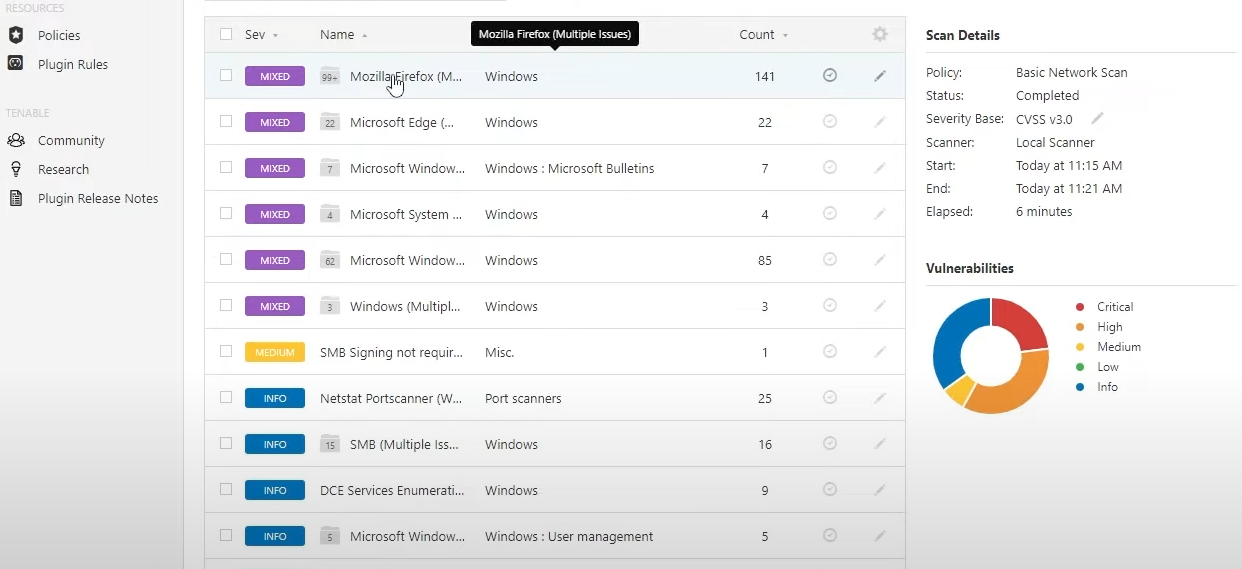 RESOURCES
Policies
Plugin Rules
TENABLE
Community
Research
Plugin Release Notes
Sev Name Count
Mozilla Firefox (Multiple Issues)
MIXED 99+ Mozilla Firefox (M... Windows 141
MIXED 22 Microsoft Edge (... Windows 22
MIXED 7 Microsoft Window... Windows : Microsoft Bulletins 7
MIXED 4 Microsoft System ... Windows 4
MIXED 62 Microsoft Window... Windows 85
MIXED 3 Windows (Multipl... Windows 3
MEDIUM SMB Signing not requir... Misc. 1
INFO Netstat Portscanner (W... Port scanners 25
INFO 15 SMB (Multiple Iss... Windows 16
INFO DCE Services Enumerati... Windows 9
INFO 5 Microsoft Window... Windows : User management 5
Scan Details
Policy: Basic Network Scan
Status: Completed
Severity Base: CVSS v3.0
Scanner: Local Scanner
Start: Today at 11:15 AM
End: Today at 11:21 AM
Elapsed: 6 minutes
Vulnerabilities
Critical
High
Medium
Low
Info